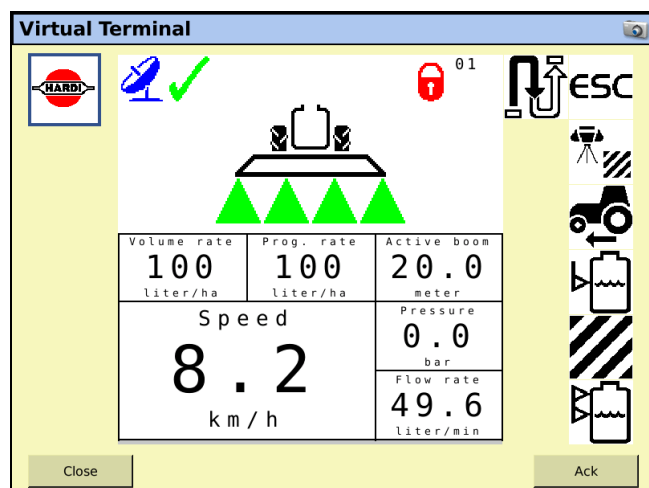 Virtual Terminal
HARDI
01
ESC
Volume rate
100
liter/ha
Prog. rate
100
liter/ha
Active boom
20.0
meter
Speed
8.2
km/h
Pressure
0.0
bar
Flow rate
49.6
liter/min
Close
Ack